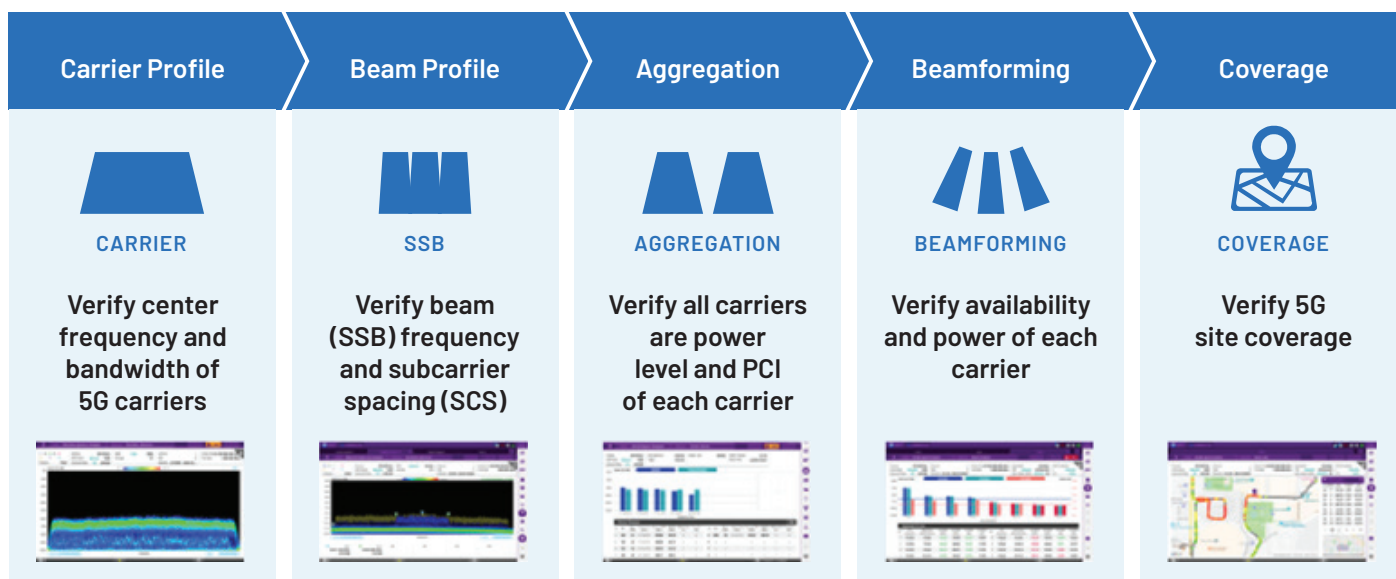 Carrier Profile
Beam Profile
Aggregation
Beamforming
Coverage
CARRIER
Verify center
frequency and
bandwidth of
5G carriers
SSB
Verify beam
(SSB) frequency
and subcarrier
spacing (SCS)
AGGREGATION
Verify all carriers
are power
level and PCI
of each carrier
BEAMFORMING
Verify availability
and power of each
carrier
COVERAGE
Verify 5G
site coverage